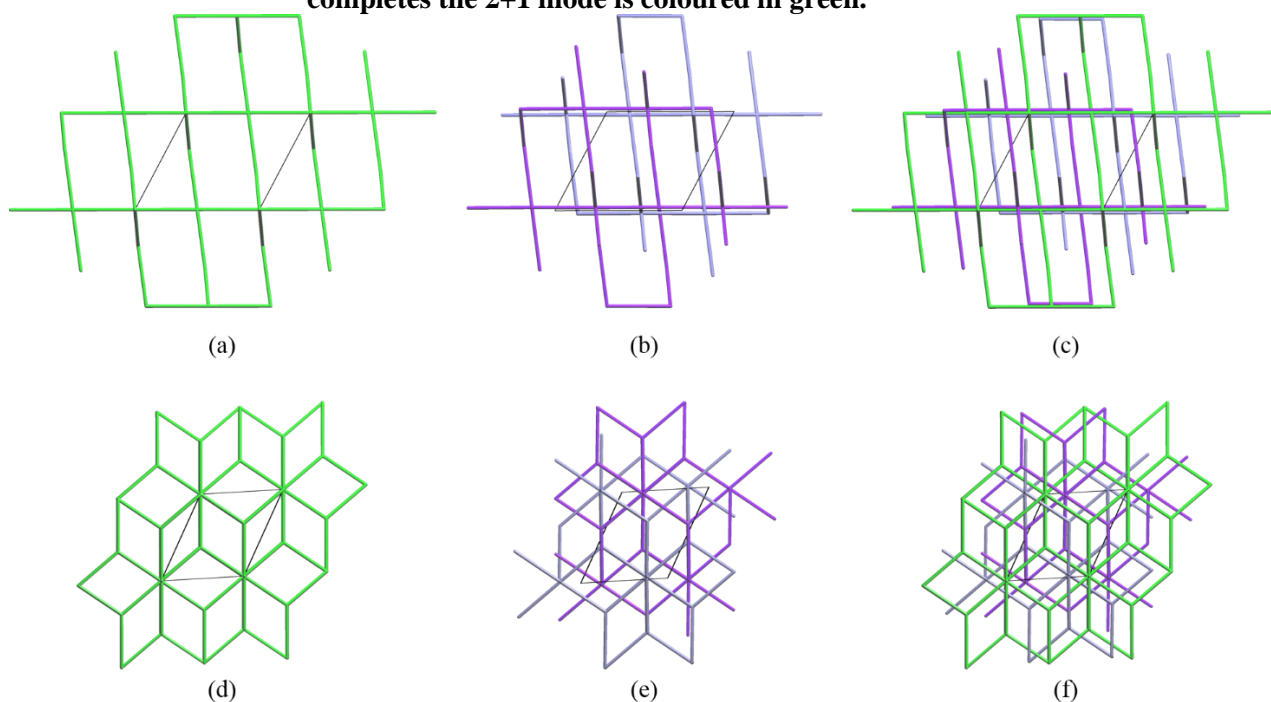 completes the 2+1 mode is coloured in green.
(a) (b) (c)
(d) (e) (f)